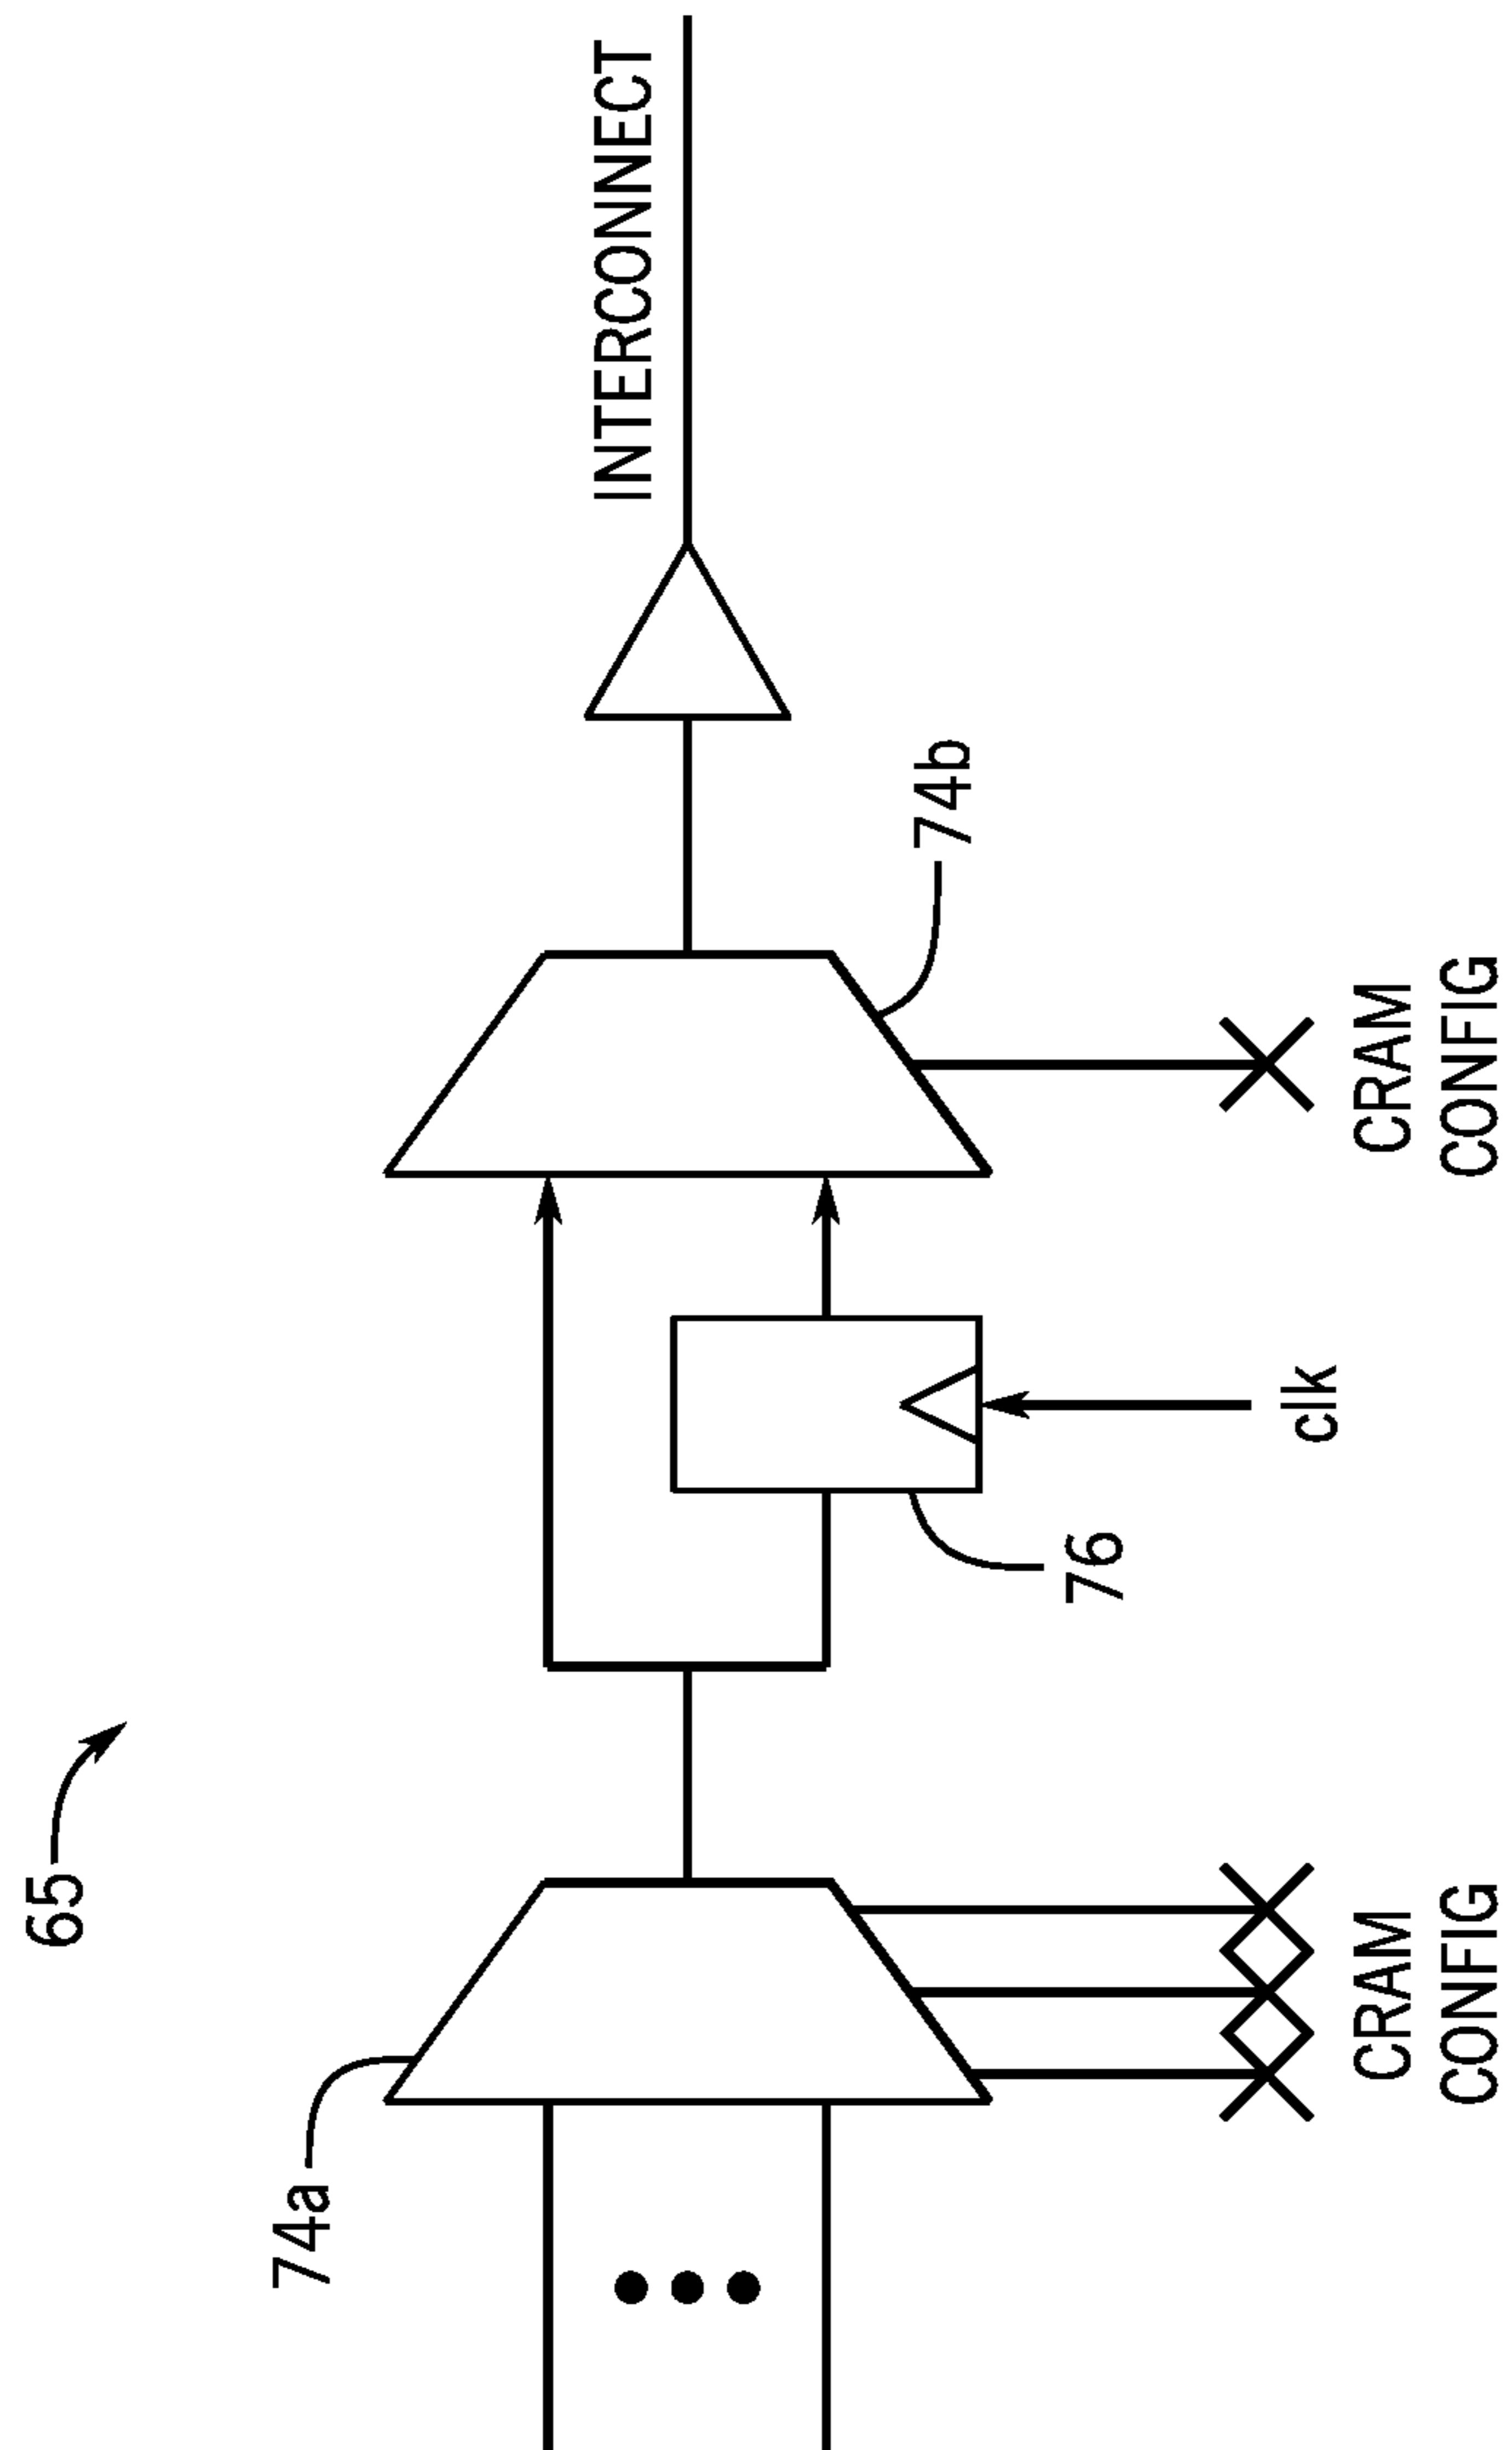 65
74a
CRAM
CONFIG
76
clk
74b
CRAM
CONFIG
INTERCONNECT